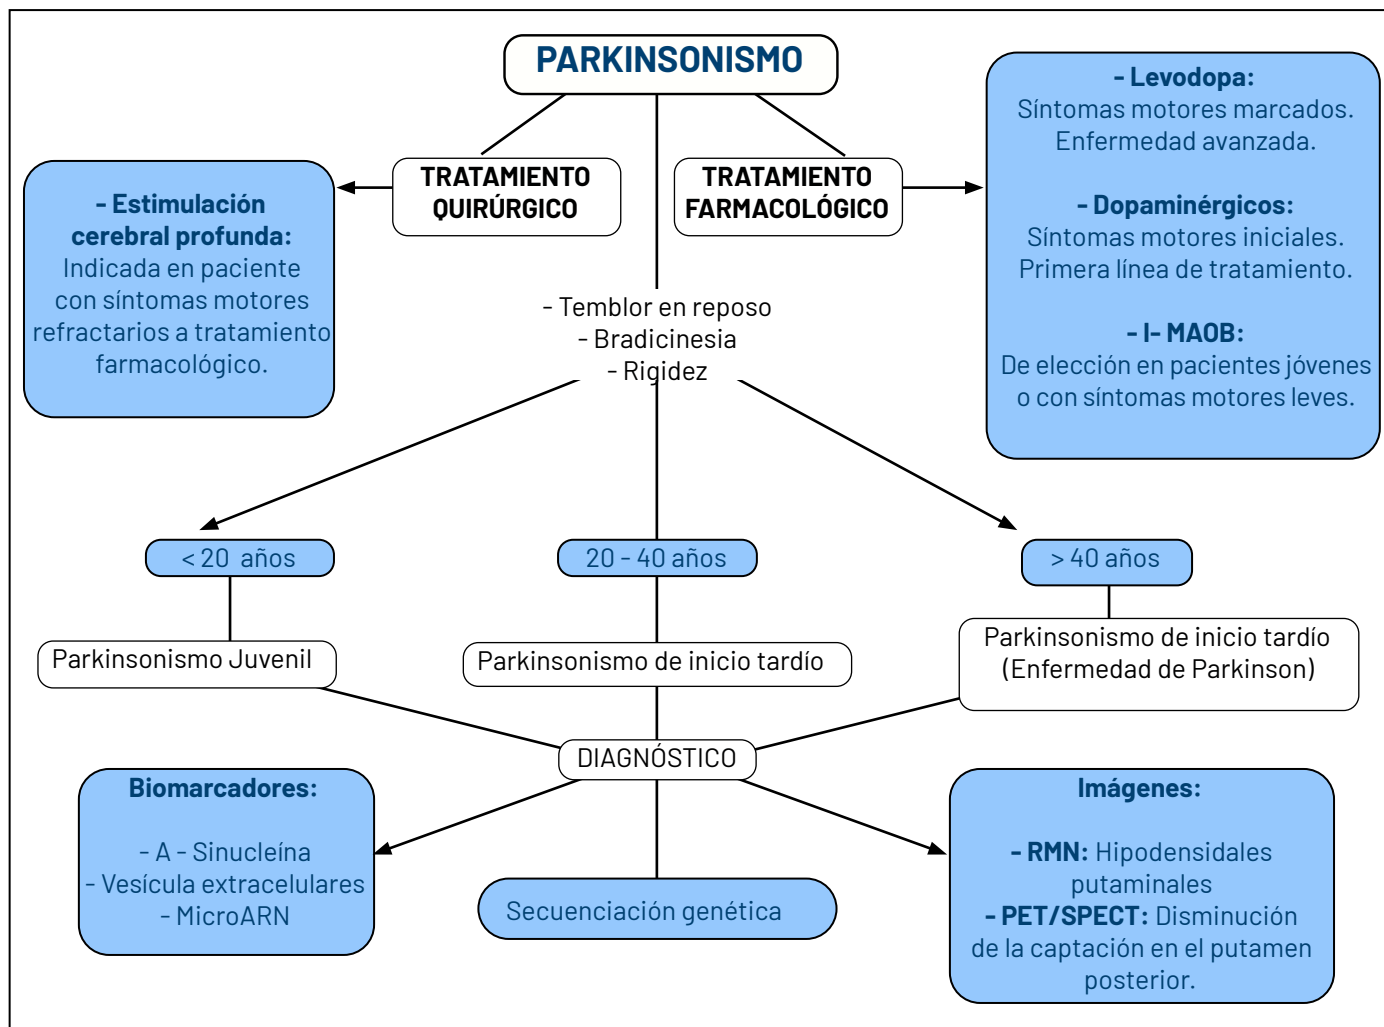 PARKINSONISMO
TRATAMIENTO
QUIRÚRGICO
TRATAMIENTO
FARMACOLÓGICO
- Estimulación
cerebral profunda:
Indicada en paciente
con síntomas motores
refractarios a tratamiento
farmacológico.
- Levodopa:
Síntomas motores marcados.
Enfermedad avanzada.
- Dopaminérgicos:
Síntomas motores iniciales.
Primera línea de tratamiento.
- I- MAOB:
De elección en pacientes jóvenes
o con síntomas motores leves.
- Temblor en reposo
- Bradicinesia
- Rigidez
< 20 años
20 - 40 años
> 40 años
Parkinsonismo Juvenil
Parkinsonismo de inicio tardío
Parkinsonismo de inicio tardío
(Enfermedad de Parkinson)
DIAGNÓSTICO
Biomarcadores:
- A - Sinucleína
- Vesícula extracelulares
- MicroARN
Secuenciación genética
Imágenes:
- RMN: Hipodensidales
putaminales
- PET/SPECT: Disminución
de la captación en el putamen
posterior.